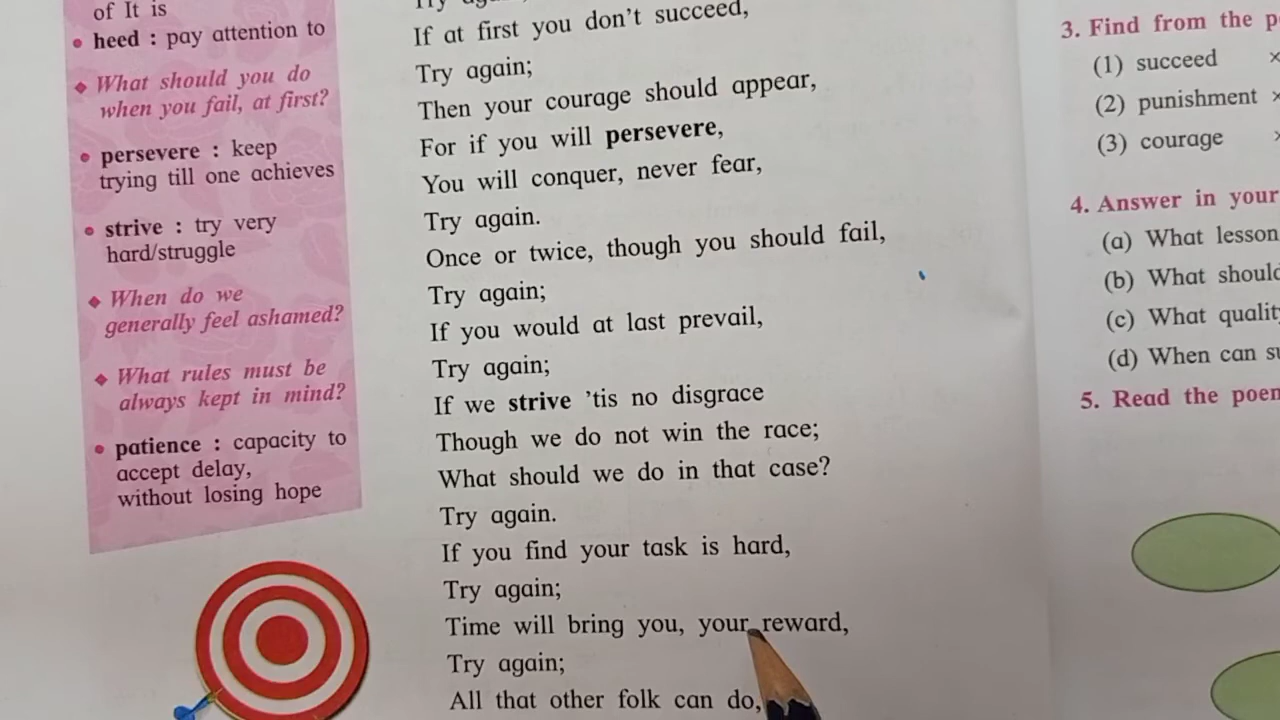 of It is
heed : pay attention to
What should you do
when you fail, at first?
persevere : keep
trying till one achieves
strive : try very
hard/struggle
When do we
generally feel ashamed?
What rules must be
always kept in mind?
patience : capacity to
accept delay,
without losing hope
Try
If at first you don't succeed,
Try again;
Then your courage should appear,
For if you will persevere,
You will conquer, never fear,
Try again.
Once or twice, though you should fail,
Try again;
If you would at last prevail,
Try again;
If we strive 'tis no disgrace
Though we do not win the race;
What should we do in that case?
Try again.
If you find your task is hard,
Try again;
Time will bring you, your reward,
Try again;
All that other folk can do,
3. Find from the
(1) succeed ×
(2) punishment ×
(3) courage
4. Answer in your
(a) What lesson
(b) What should
(c) What
(d) When can
5. Read the